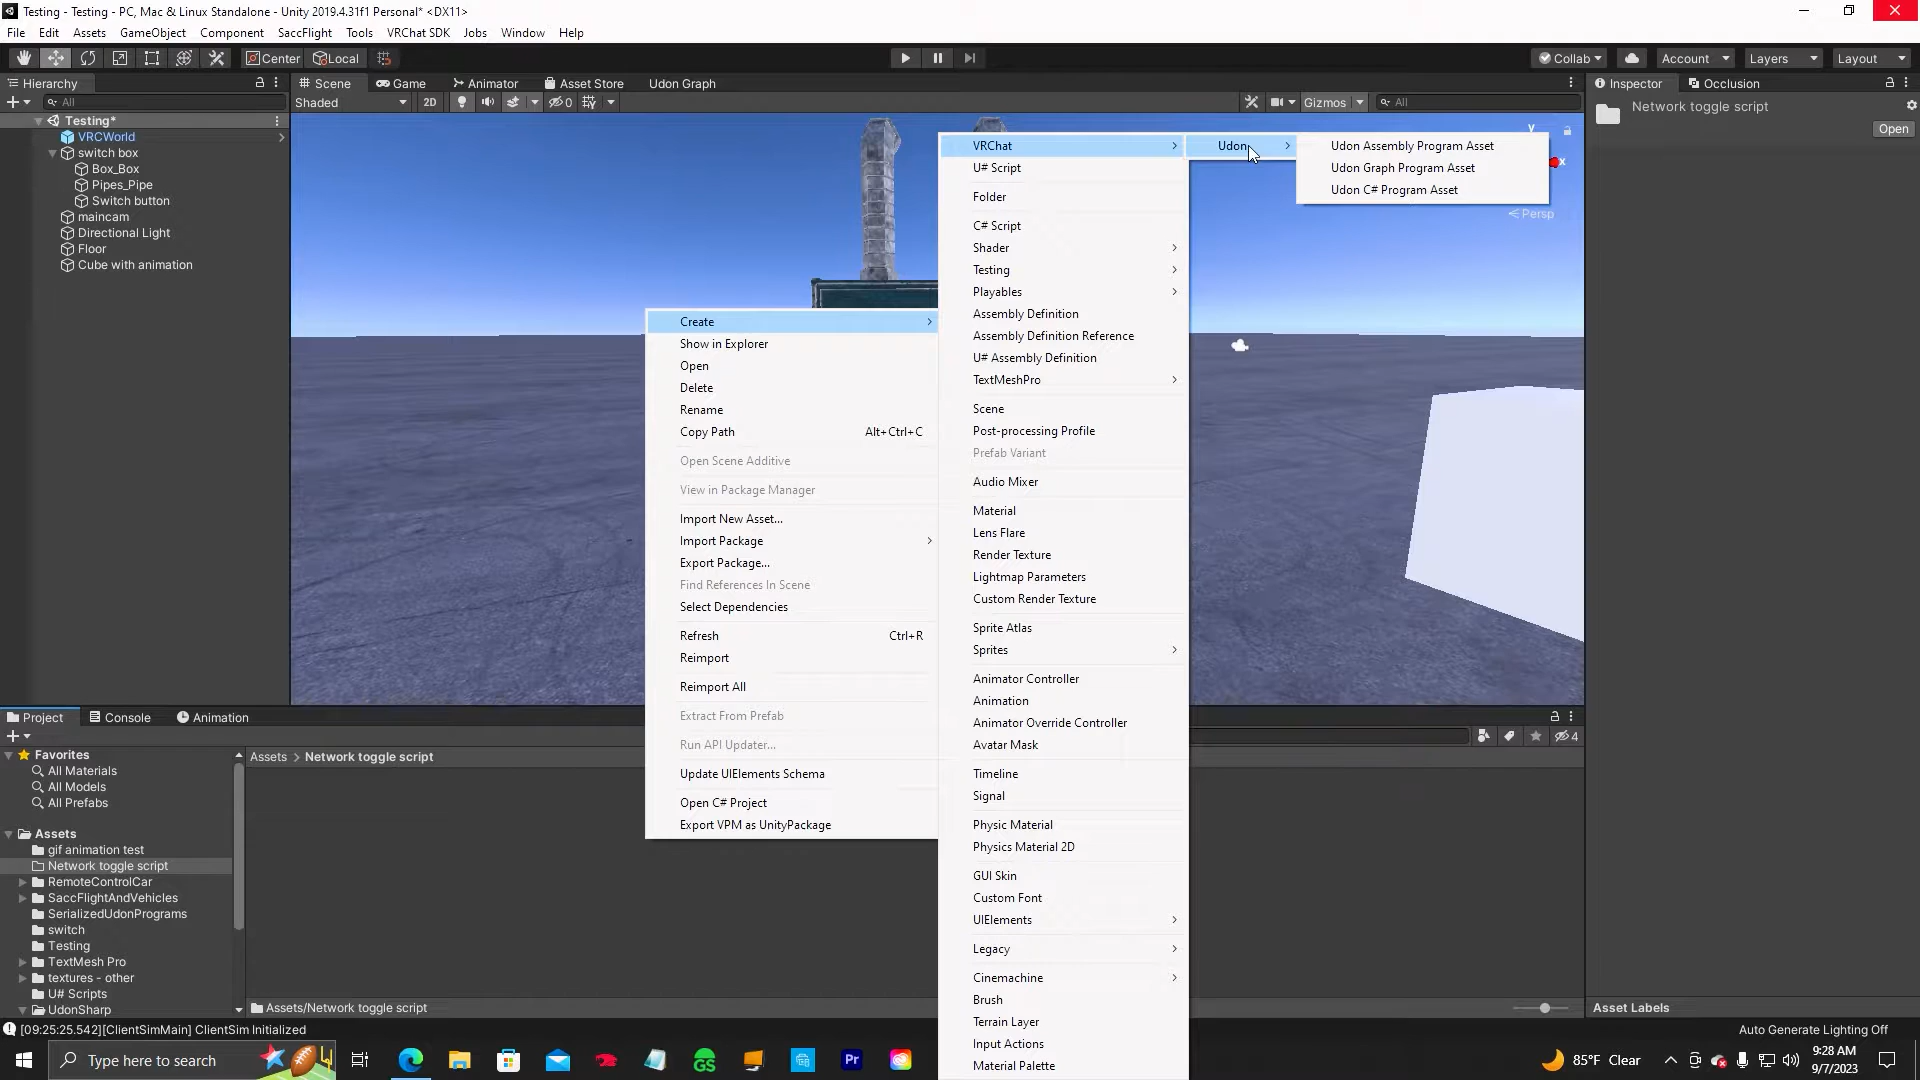 Testing - Testing - PC, Mac & Linux Standalone - Unity 2019.4.31f1 Personal* <DX11>
File Edit Assets GameObject Component SaccFlight Tools VRChat SDK Jobs Window Help
Center Local Collab Account Layers Layout
Hierarchy Scene Game Animator Asset Store Udon Graph Inspector Occlusion
All Shaded 2D 0 Gizmos All
Network toggle script
Open
Testing*
VRCWorld
switch box
Box_Box
Pipes_Pipe
Switch button
maincam
Directional Light
Floor
Cube with animation
y
x
< Persp
Create
Show in Explorer
Open
Delete
Rename
Copy Path Alt+Ctrl+C
Open Scene Additive
View in Package Manager
Import New Asset...
Import Package
Export Package...
Find References In Scene
Select Dependencies
Refresh Ctrl+R
Reimport
Reimport All
Extract From Prefab
Run API Updater...
Update UIElements Schema
Open C# Project
Export VPM as UnityPackage
VRChat
U# Script
Folder
C# Script
Shader
Testing
Playables
Assembly Definition
Assembly Definition Reference
U# Assembly Definition
TextMeshPro
Scene
Post-processing Profile
Prefab Variant
Audio Mixer
Material
Lens Flare
Render Texture
Lightmap Parameters
Custom Render Texture
Sprite Atlas
Sprites
Animator Controller
Animation
Animator Override Controller
Avatar Mask
Timeline
Signal
Physic Material
Physics Material 2D
GUI Skin
Custom Font
UIElements
Legacy
Cinemachine
Brush
Terrain Layer
Input Actions
Material Palette
Udon
Udon Assembly Program Asset
Udon Graph Program Asset
Udon C# Program Asset
Project Console Animation
4
Favorites
All Materials
All Models
All Prefabs
Assets
gif animation test
Network toggle script
RemoteControlCar
SaccFlightAndVehicles
SerializedUdonPrograms
switch
Testing
TextMesh Pro
textures - other
U# Scripts
UdonSharp
Assets > Network toggle script
Assets/Network toggle script
Asset Labels
[09:25:25.542][ClientSimMain] ClientSim Initialized
Auto Generate Lighting Off
Type here to search
GS
Pr
85°F Clear
9:28 AM
9/7/2023